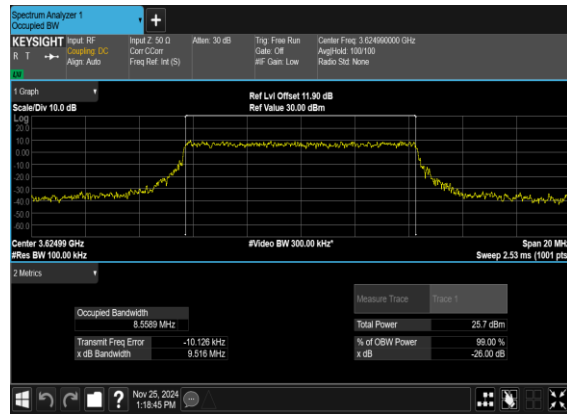 Spectrum Analyzer 1
Occupied BW
+
KEYSIGHT Input: RF Input Z: 50 Ω Atten: 30 dB Trig: Free Run Center Freq: 3.624990000 GHz
R T Coupling: DC Corr CCorr Gate: Off Avg|Hold: 100/100
Align: Auto Freq Ref: Int (S) #IF Gain: Low Radio Std: None
LW
1 Graph
Ref Lvl Offset 11.90 dB
Scale/Div 10.0 dB Ref Value 30.00 dBm
Log
20.0
10.0
0.00
-10.0
-20.0
-30.0
-40.0
-50.0
-60.0
Center 3.62499 GHz #Video BW 300.00 kHz* Span 20 MHz
#Res BW 100.00 kHz Sweep 2.53 ms (1001 pts
2 Metrics
Measure Trace Trace 1
Occupied Bandwidth
8.5589 MHz Total Power 25.7 dBm
Transmit Freq Error -10.126 kHz % of OBW Power 99.00 %
x dB Bandwidth 9.516 MHz x dB -26.00 dB
? Nov 25, 2024
1:18:45 PM